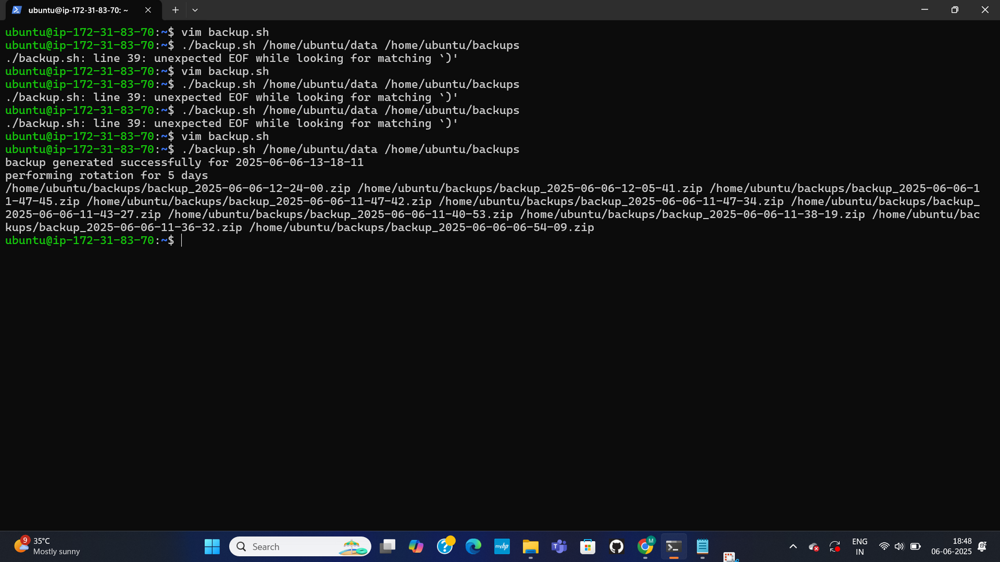 ubuntu@ip-172-31-83-70: ~
ubuntu@ip-172-31-83-70:~$ vim backup.sh
ubuntu@ip-172-31-83-70:~$ ./backup.sh /home/ubuntu/data /home/ubuntu/backups
./backup.sh: line 39: unexpected EOF while looking for matching `)'
ubuntu@ip-172-31-83-70:~$ vim backup.sh
ubuntu@ip-172-31-83-70:~$ ./backup.sh /home/ubuntu/data /home/ubuntu/backups
./backup.sh: line 39: unexpected EOF while looking for matching `)'
ubuntu@ip-172-31-83-70:~$ ./backup.sh /home/ubuntu/data /home/ubuntu/backups
./backup.sh: line 39: unexpected EOF while looking for matching `)'
ubuntu@ip-172-31-83-70:~$ vim backup.sh
ubuntu@ip-172-31-83-70:~$ ./backup.sh /home/ubuntu/data /home/ubuntu/backups
backup generated successfully for 2025-06-06-13-18-11
performing rotation for 5 days
/home/ubuntu/backups/backup_2025-06-06-12-24-00.zip /home/ubuntu/backups/backup_2025-06-06-12-05-41.zip /home/ubuntu/backups/backup_2025-06-06-1
1-47-45.zip /home/ubuntu/backups/backup_2025-06-06-11-47-42.zip /home/ubuntu/backups/backup_2025-06-06-11-47-34.zip /home/ubuntu/backups/backup_
2025-06-06-11-43-27.zip /home/ubuntu/backups/backup_2025-06-06-11-40-53.zip /home/ubuntu/backups/backup_2025-06-06-11-38-19.zip /home/ubuntu/bac
kups/backup_2025-06-06-11-36-32.zip /home/ubuntu/backups/backup_2025-06-06-06-54-09.zip
ubuntu@ip-172-31-83-70:~$
9
35°C
Mostly sunny
Search
myhp
M
ENG
IN
18:48
06-06-2025